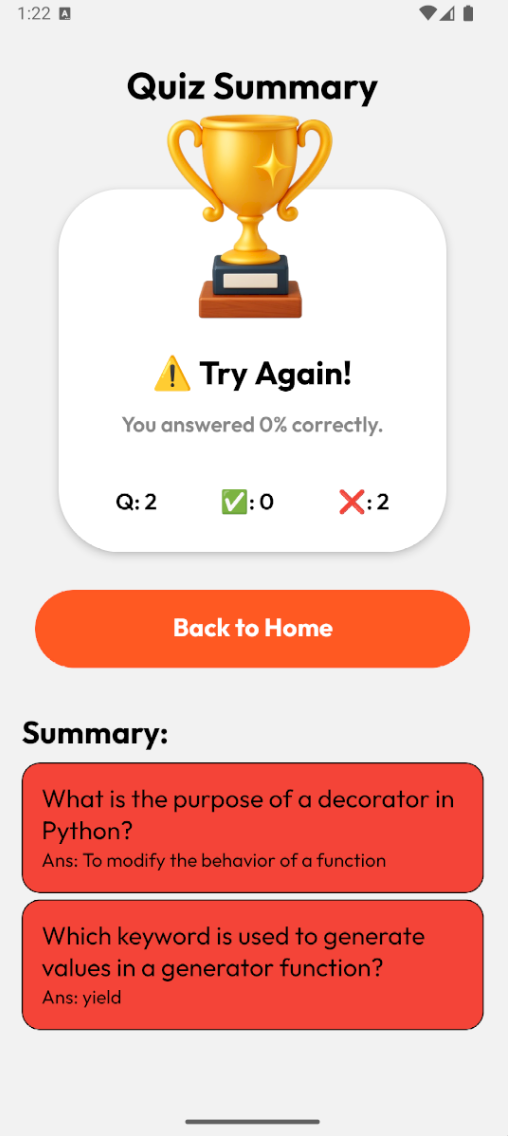 1:22 A
Quiz Summary
⚠️ Try Again!
You answered 0% correctly.
Q: 2 ✅: 0 ❌: 2
Back to Home
Summary:
What is the purpose of a decorator in
Python?
Ans: To modify the behavior of a function
Which keyword is used to generate
values in a generator function?
Ans: yield